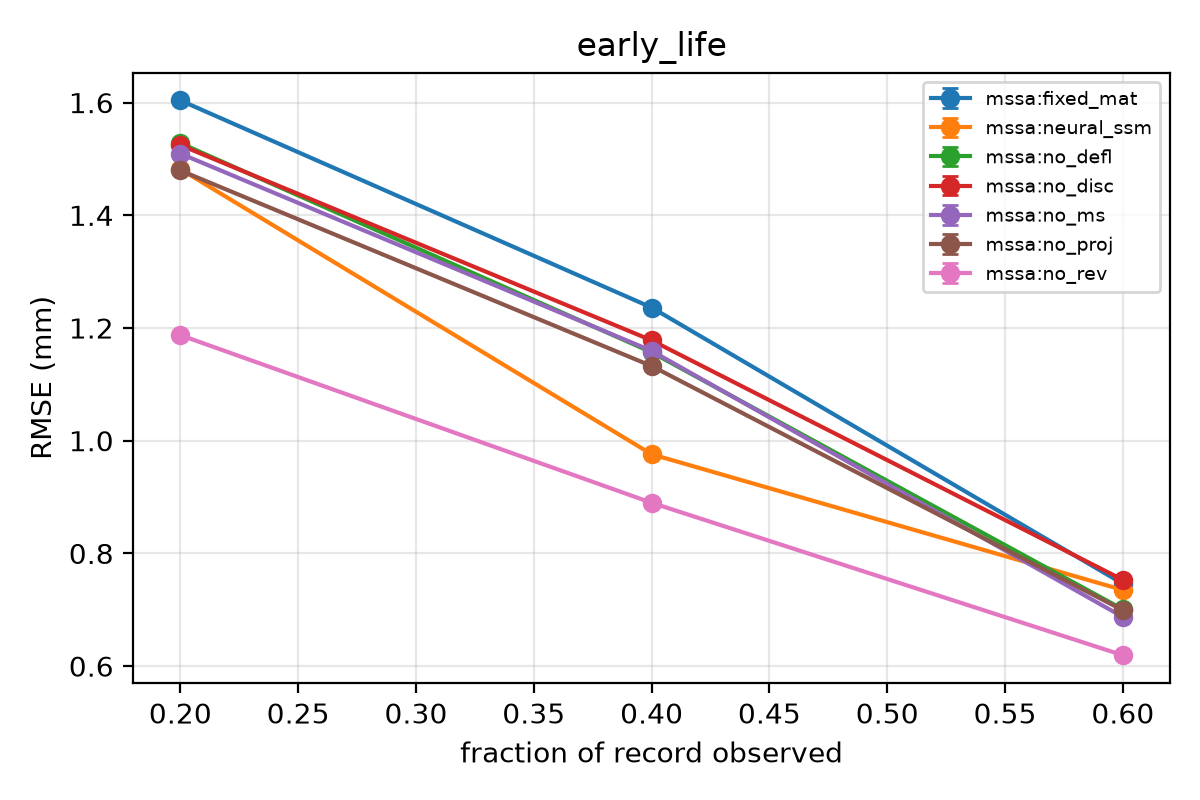 early_life
1.6
1.4
1.2
1.0
0.8
0.6
RMSE (mm)
mssa:fixed_mat
mssa:neural_ssm
mssa:no_defl
mssa:no_disc
mssa:no_ms
mssa:no_proj
mssa:no_rev
0.20 0.25 0.30 0.35 0.40 0.45 0.50 0.55 0.60
fraction of record observed